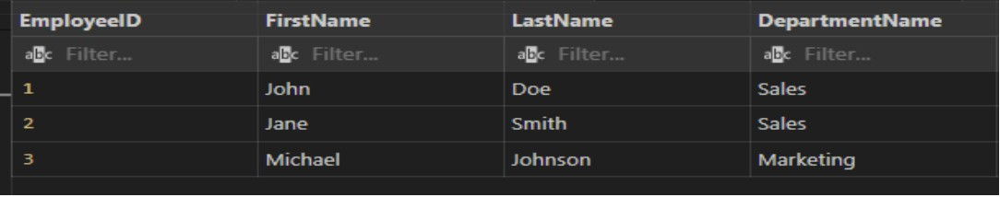 EmployeeID FirstName LastName DepartmentName
abc Filter... abc Filter... abc Filter... abc Filter...
1 John Doe Sales
2 Jane Smith Sales
3 Michael Johnson Marketing